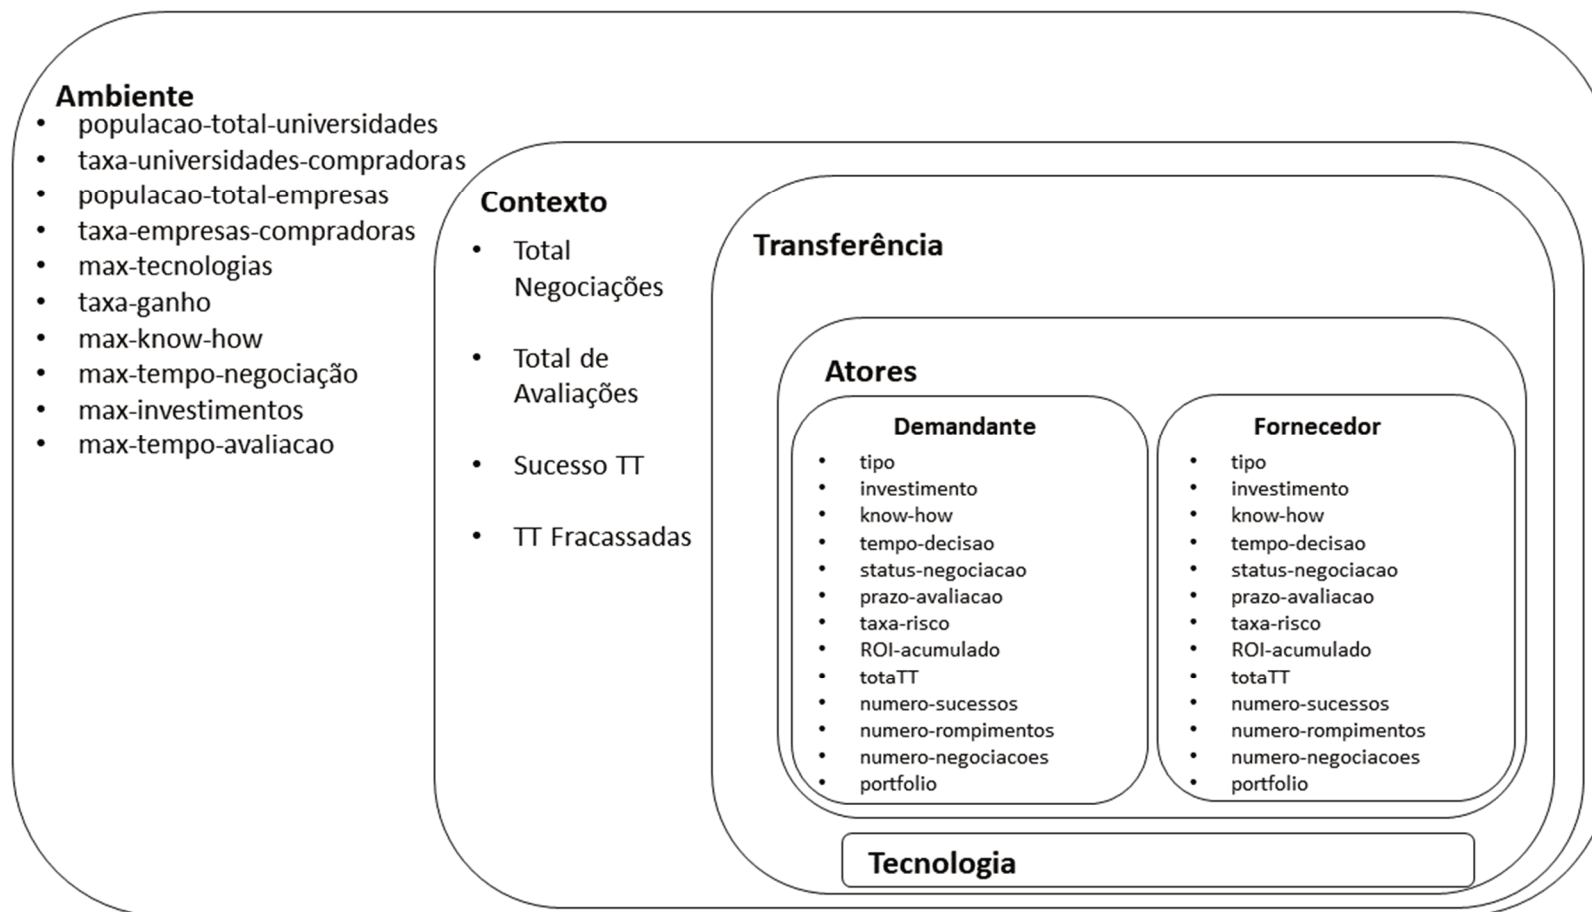 Ambiente
• populacao-total-universidades
• taxa-universidades-compradoras
• populacao-total-empresas
• taxa-empresas-compradoras
• max-tecnologias
• taxa-ganho
• max-know-how
• max-tempo-negociação
• max-investimentos
• max-tempo-avaliacao
Contexto
• Total
Negociações
• Total de
Avaliações
• Sucesso TT
• TT Fracassadas
Transferência
Atores
Demandante
• tipo
• investimento
• know-how
• tempo-decisao
• status-negociacao
• prazo-avaliacao
• taxa-risco
• ROI-acumulado
• totaTT
• numero-sucessos
• numero-rompimentos
• numero-negociacoes
• portfolio
Fornecedor
• tipo
• investimento
• know-how
• tempo-decisao
• status-negociacao
• prazo-avaliacao
• taxa-risco
• ROI-acumulado
• totaTT
• numero-sucessos
• numero-rompimentos
• numero-negociacoes
• portfolio
Tecnologia